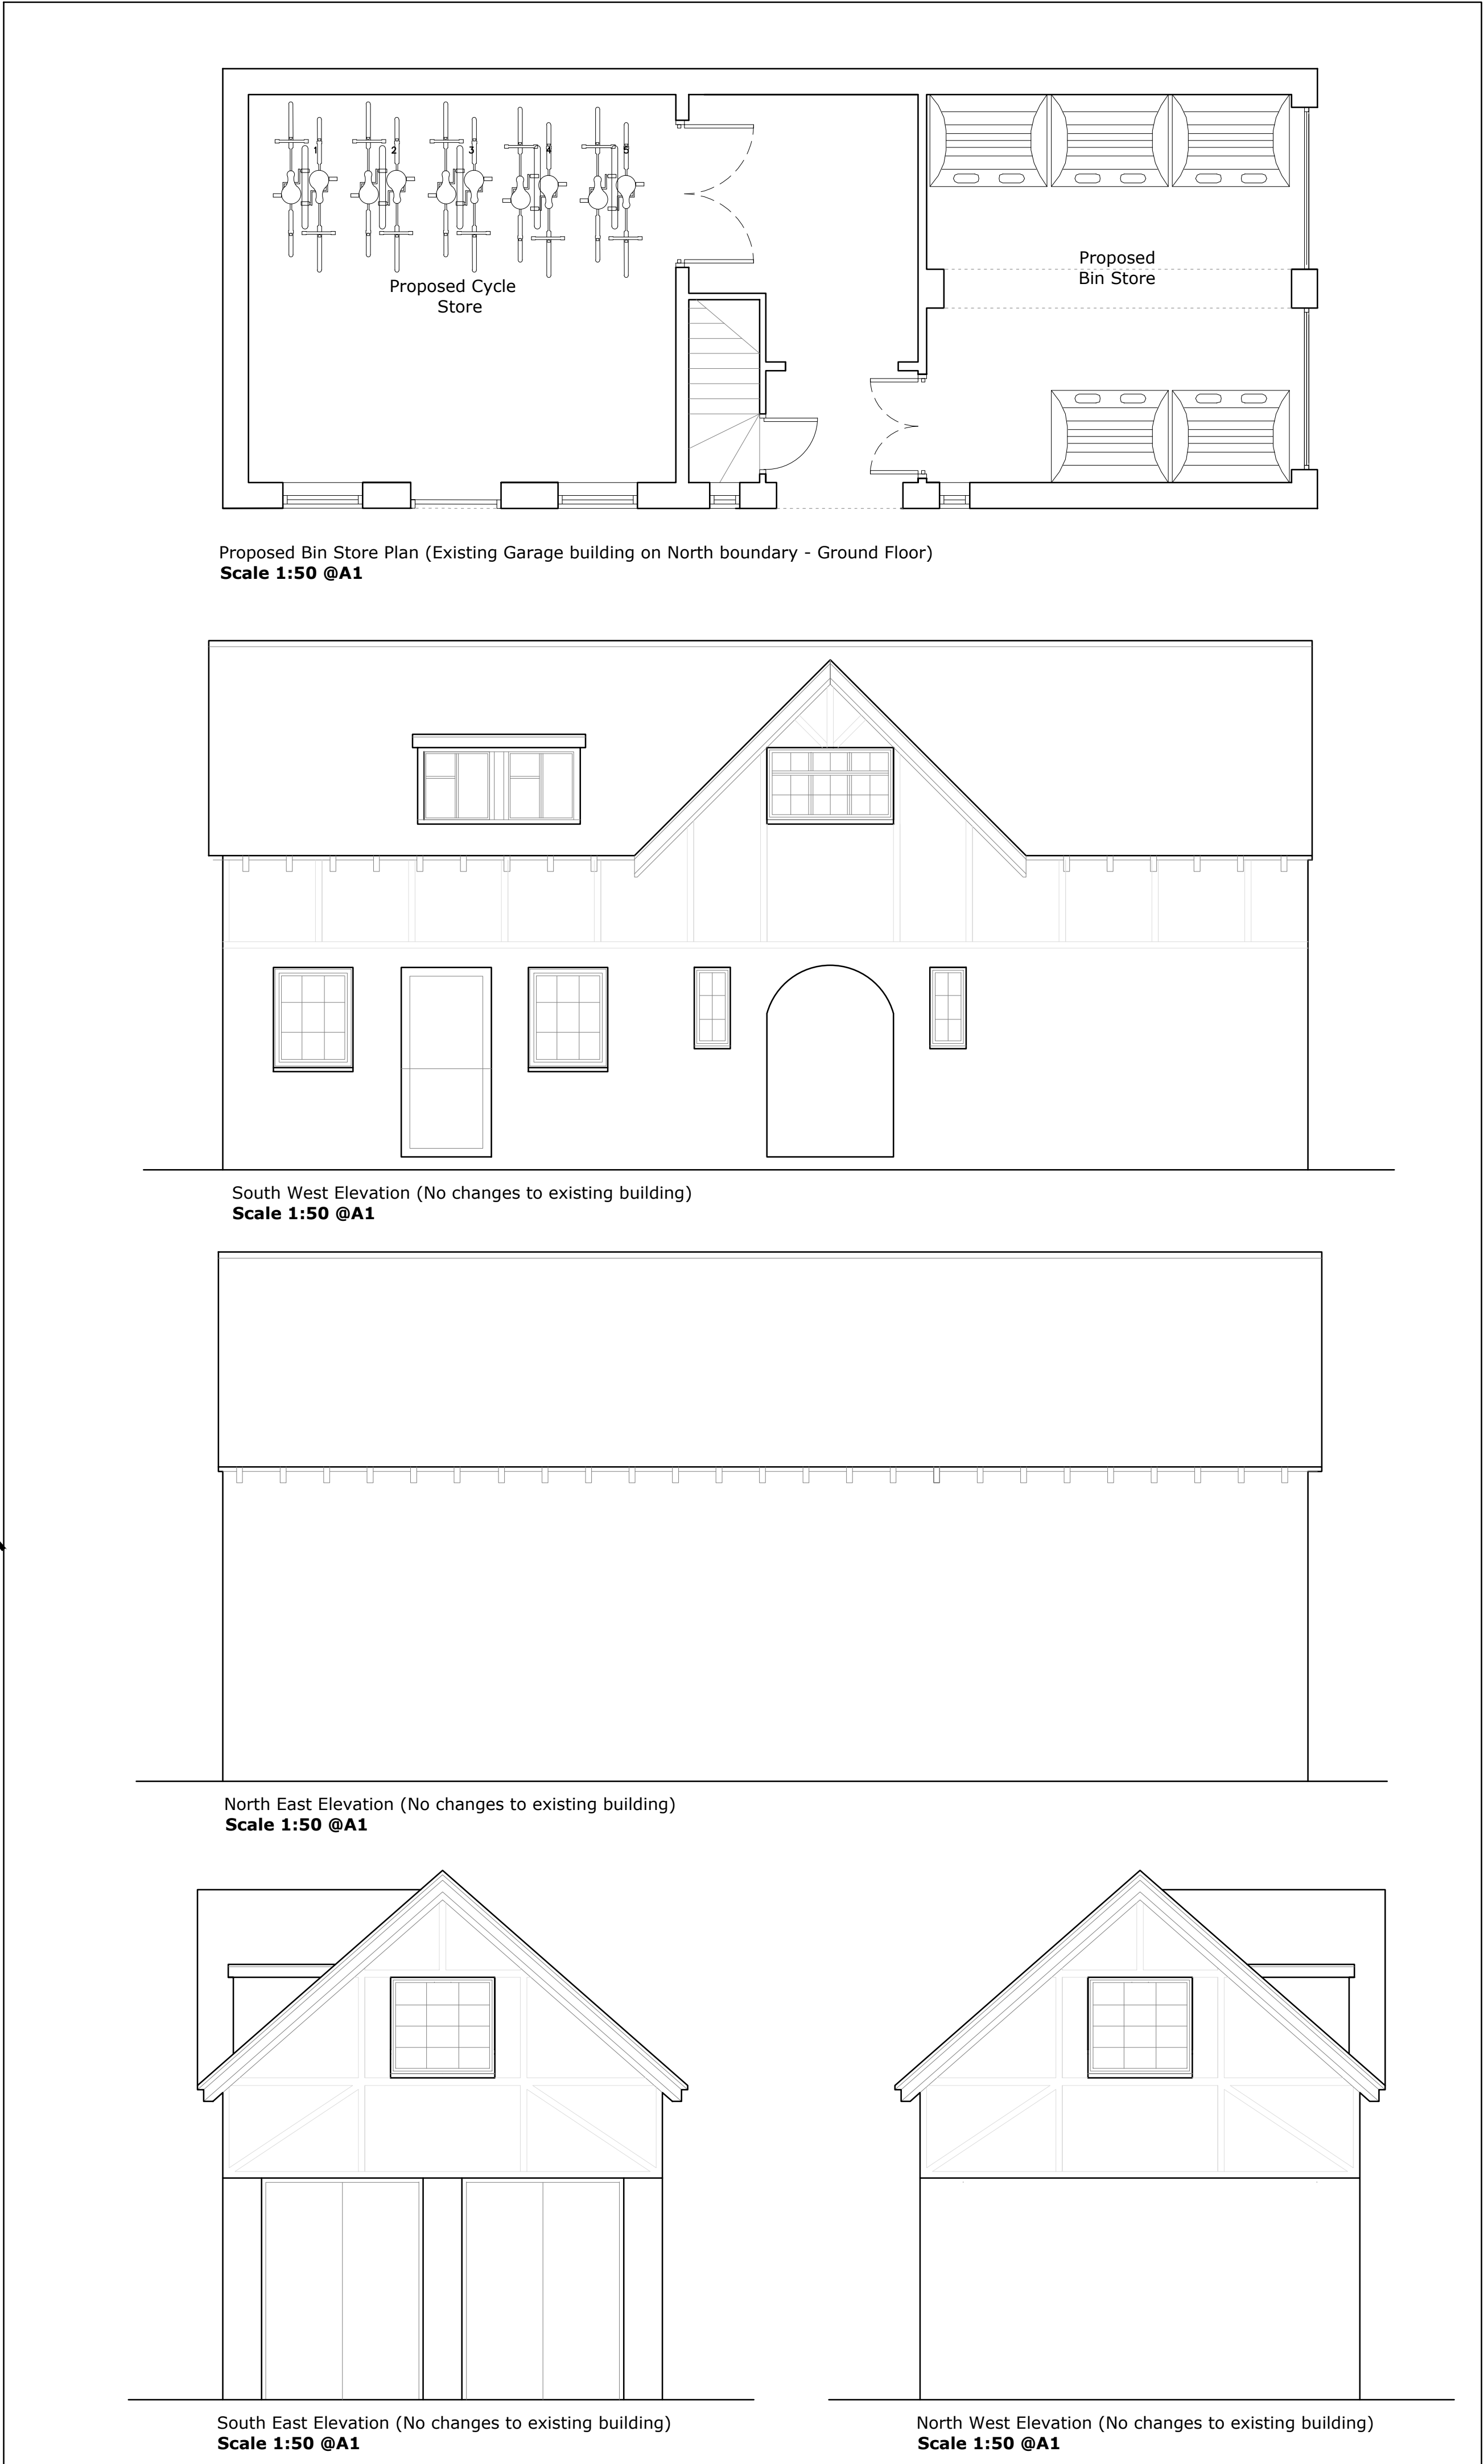 1
2
3
4
5
Proposed Cycle
Store
Proposed
Bin Store
Proposed Bin Store Plan (Existing Garage building on North boundary - Ground Floor)
Scale 1:50 @A1
South West Elevation (No changes to existing building)
Scale 1:50 @A1
North East Elevation (No changes to existing building)
Scale 1:50 @A1
South East Elevation (No changes to existing building)
Scale 1:50 @A1
North West Elevation (No changes to existing building)
Scale 1:50 @A1